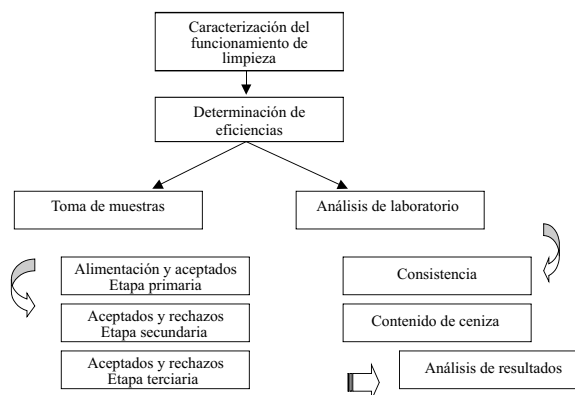 Caracterización del
funcionamiento de
limpieza
Determinación de
eficiencias
Toma de muestras
Análisis de laboratorio
Alimentación y aceptados
Etapa primaria
Aceptados y rechazos
Etapa secundaria
Aceptados y rechazos
Etapa terciaria
Consistencia
Contenido de ceniza
Análisis de resultados